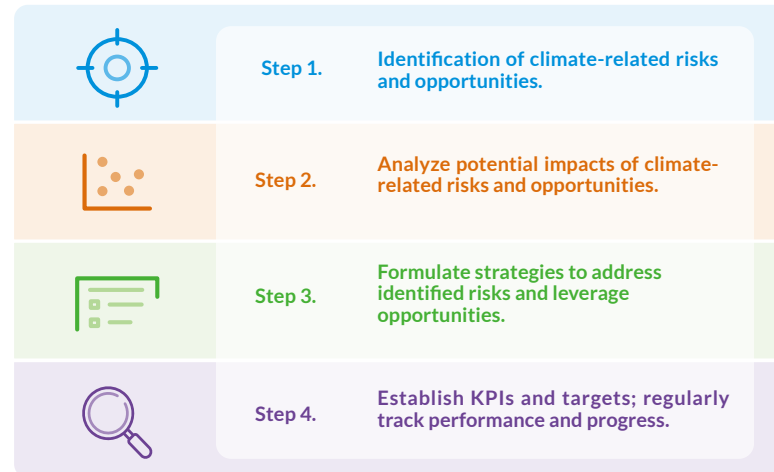 Step 1.
Identification of climate-related risks
and opportunities.
Step 2.
Analyze potential impacts of climate-
related risks and opportunities.
Step 3.
Formulate strategies to address
identified risks and leverage
opportunities.
Step 4.
Establish KPIs and targets; regularly
track performance and progress.